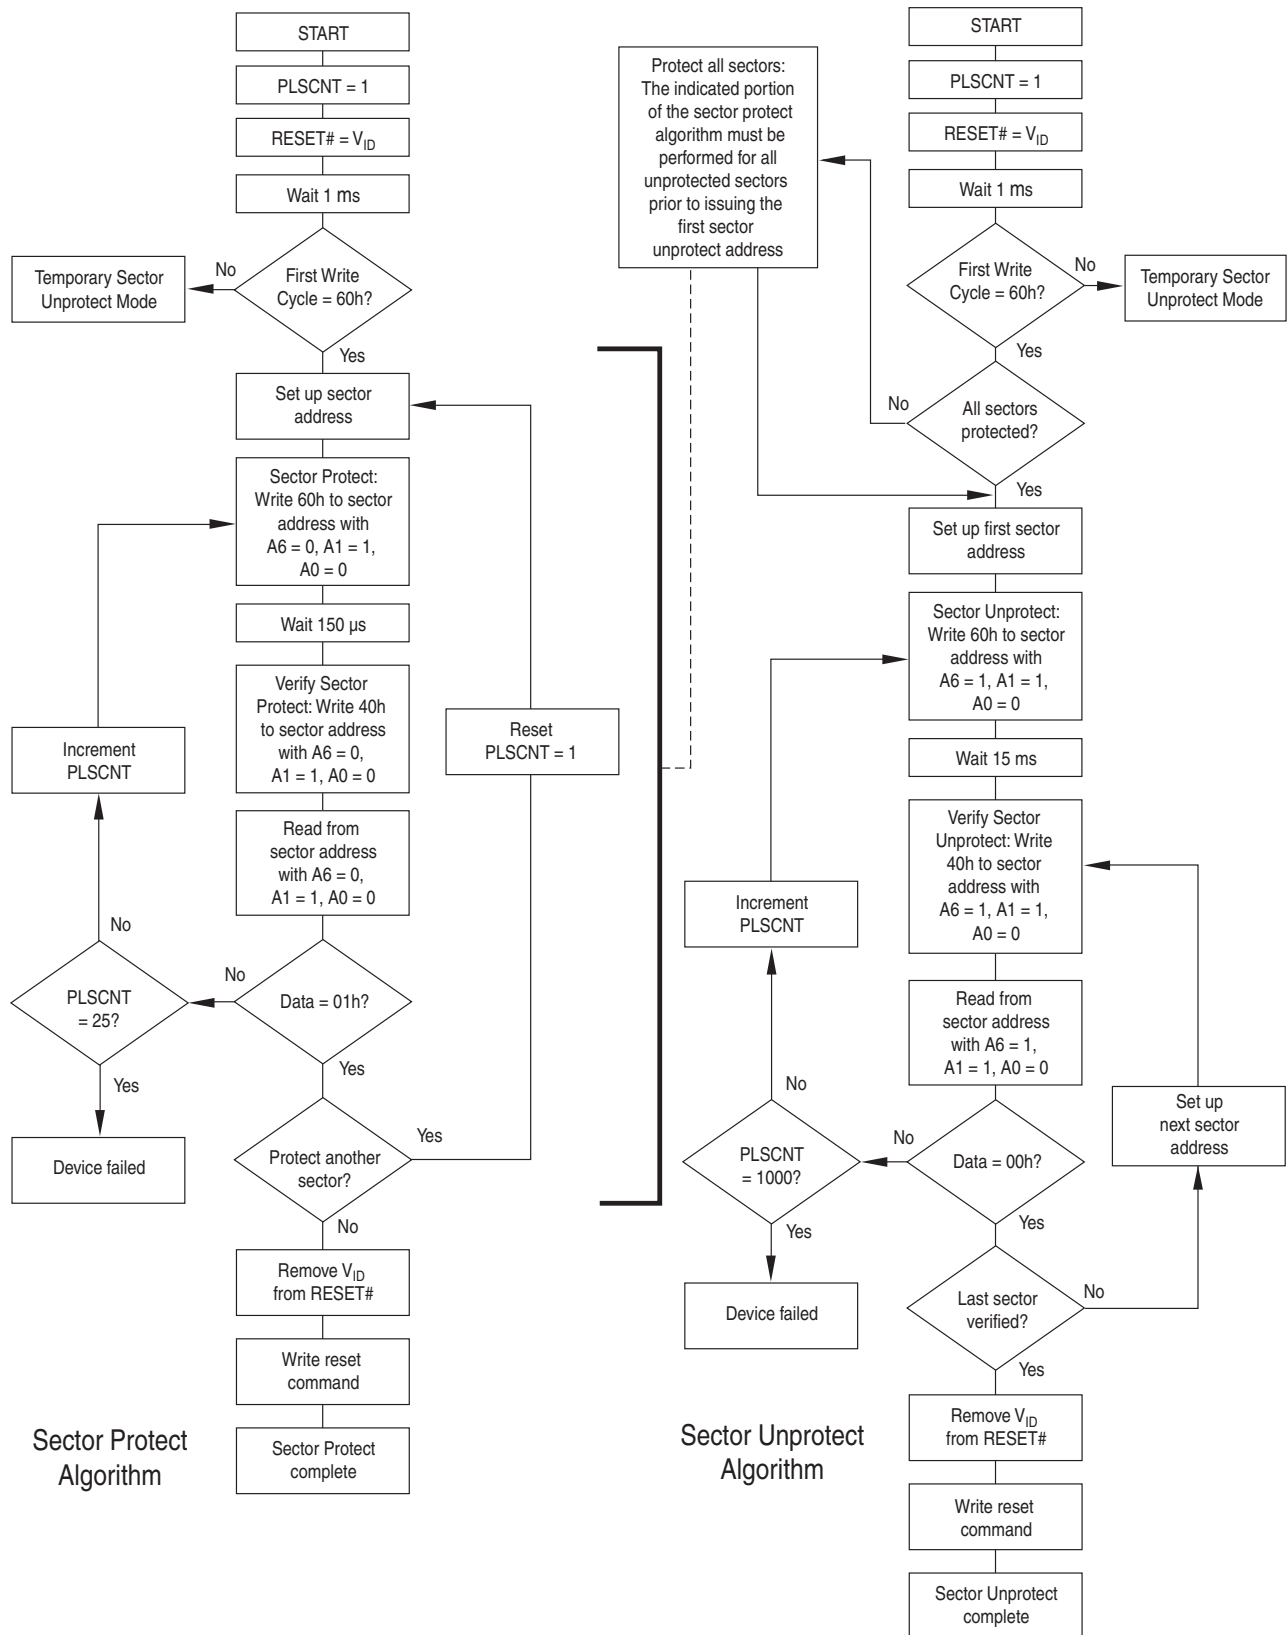 START
PLSCNT = 1
RESET# = VID
Wait 1 ms
First Write
Cycle = 60h?
No
Temporary Sector
Unprotect Mode
Yes
Set up sector
address
Sector Protect:
Write 60h to sector
address with
A6 = 0, A1 = 1,
A0 = 0
Wait 150 µs
Verify Sector
Protect: Write 40h
to sector address
with A6 = 0,
A1 = 1, A0 = 0
Increment
PLSCNT
Reset
PLSCNT = 1
Read from
sector address
with A6 = 0,
A1 = 1, A0 = 0
No
No
PLSCNT
= 25?
Data = 01h?
Yes
Yes
Device failed
Protect another
sector?
Yes
No
Remove VID
from RESET#
Write reset
command
Sector Protect
complete
Sector Protect
Algorithm
Protect all sectors:
The indicated portion
of the sector protect
algorithm must be
performed for all
unprotected sectors
prior to issuing the
first sector
unprotect address
START
PLSCNT = 1
RESET# = VID
Wait 1 ms
First Write
Cycle = 60h?
No
Temporary Sector
Unprotect Mode
Yes
No
All sectors
protected?
Yes
Set up first sector
address
Sector Unprotect:
Write 60h to sector
address with
A6 = 1, A1 = 1,
A0 = 0
Wait 15 ms
Verify Sector
Unprotect: Write
40h to sector
address with
A6 = 1, A1 = 1,
A0 = 0
Increment
PLSCNT
Read from
sector address
with A6 = 1,
A1 = 1, A0 = 0
No
No
PLSCNT
= 1000?
Data = 00h?
Set up
next sector
address
Yes
Yes
Device failed
Last sector
verified?
No
Yes
Remove VID
from RESET#
Write reset
command
Sector Unprotect
complete
Sector Unprotect
Algorithm